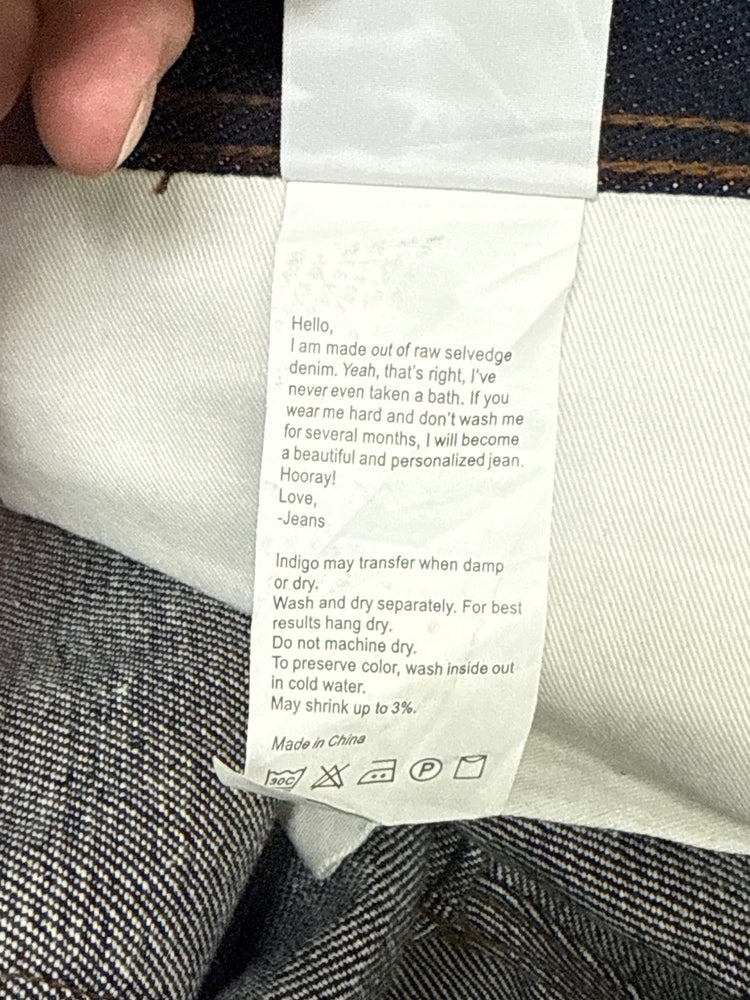 Hello,
I am made out of raw selvedge
denim. Yeah, that's right, I've
never even taken a bath. If you
wear me hard and don't wash me
for several months, I will become
a beautiful and personalized jean.
Hooray!
Love,
-Jeans
Indigo may transfer when damp
or dry.
Wash and dry separately. For best
results hang dry.
Do not machine dry.
To preserve color, wash inside out
in cold water.
May shrink up to 3%.
Made in China
30C P